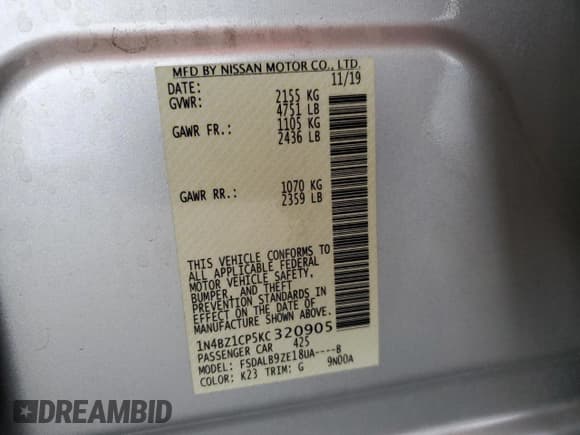 MFD BY NISSAN MOTOR CO., LTD.
DATE: 11/19
GVWR: 2155 KG
4751 LB
GAWR FR.: 1105 KG
2436 LB
GAWR RR.: 1070 KG
2359 LB
THIS VEHICLE CONFORMS TO
ALL APPLICABLE FEDERAL
MOTOR VEHICLE SAFETY,
BUMPER, AND THEFT
PREVENTION STANDARDS IN
EFFECT ON THE DATE OF
MANUFACTURE SHOWN ABOVE.
1N4BZ1CP5KC320905
PASSENGER CAR 425
MODEL: FSDALB9ZE18UA----B
COLOR: K23 TRIM: G 9N00A
DREAMBID